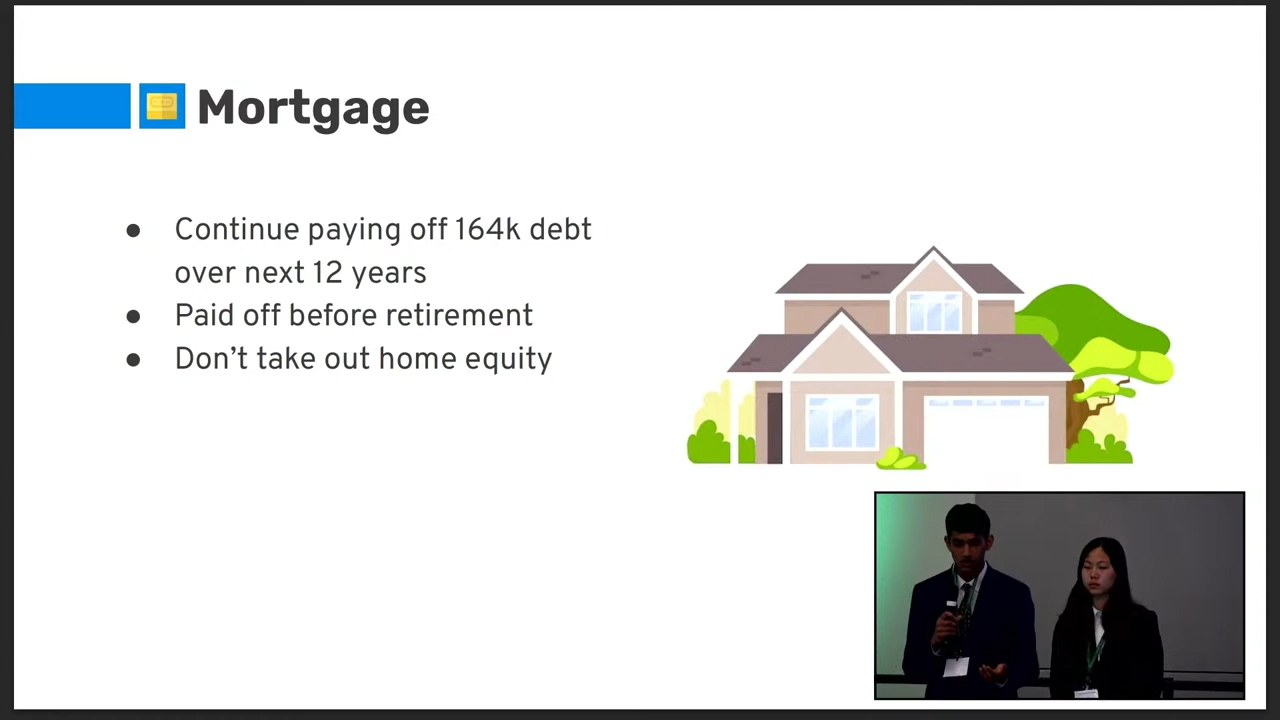 Mortgage
● Continue paying off 164k debt
over next 12 years
● Paid off before retirement
● Don’t take out home equity